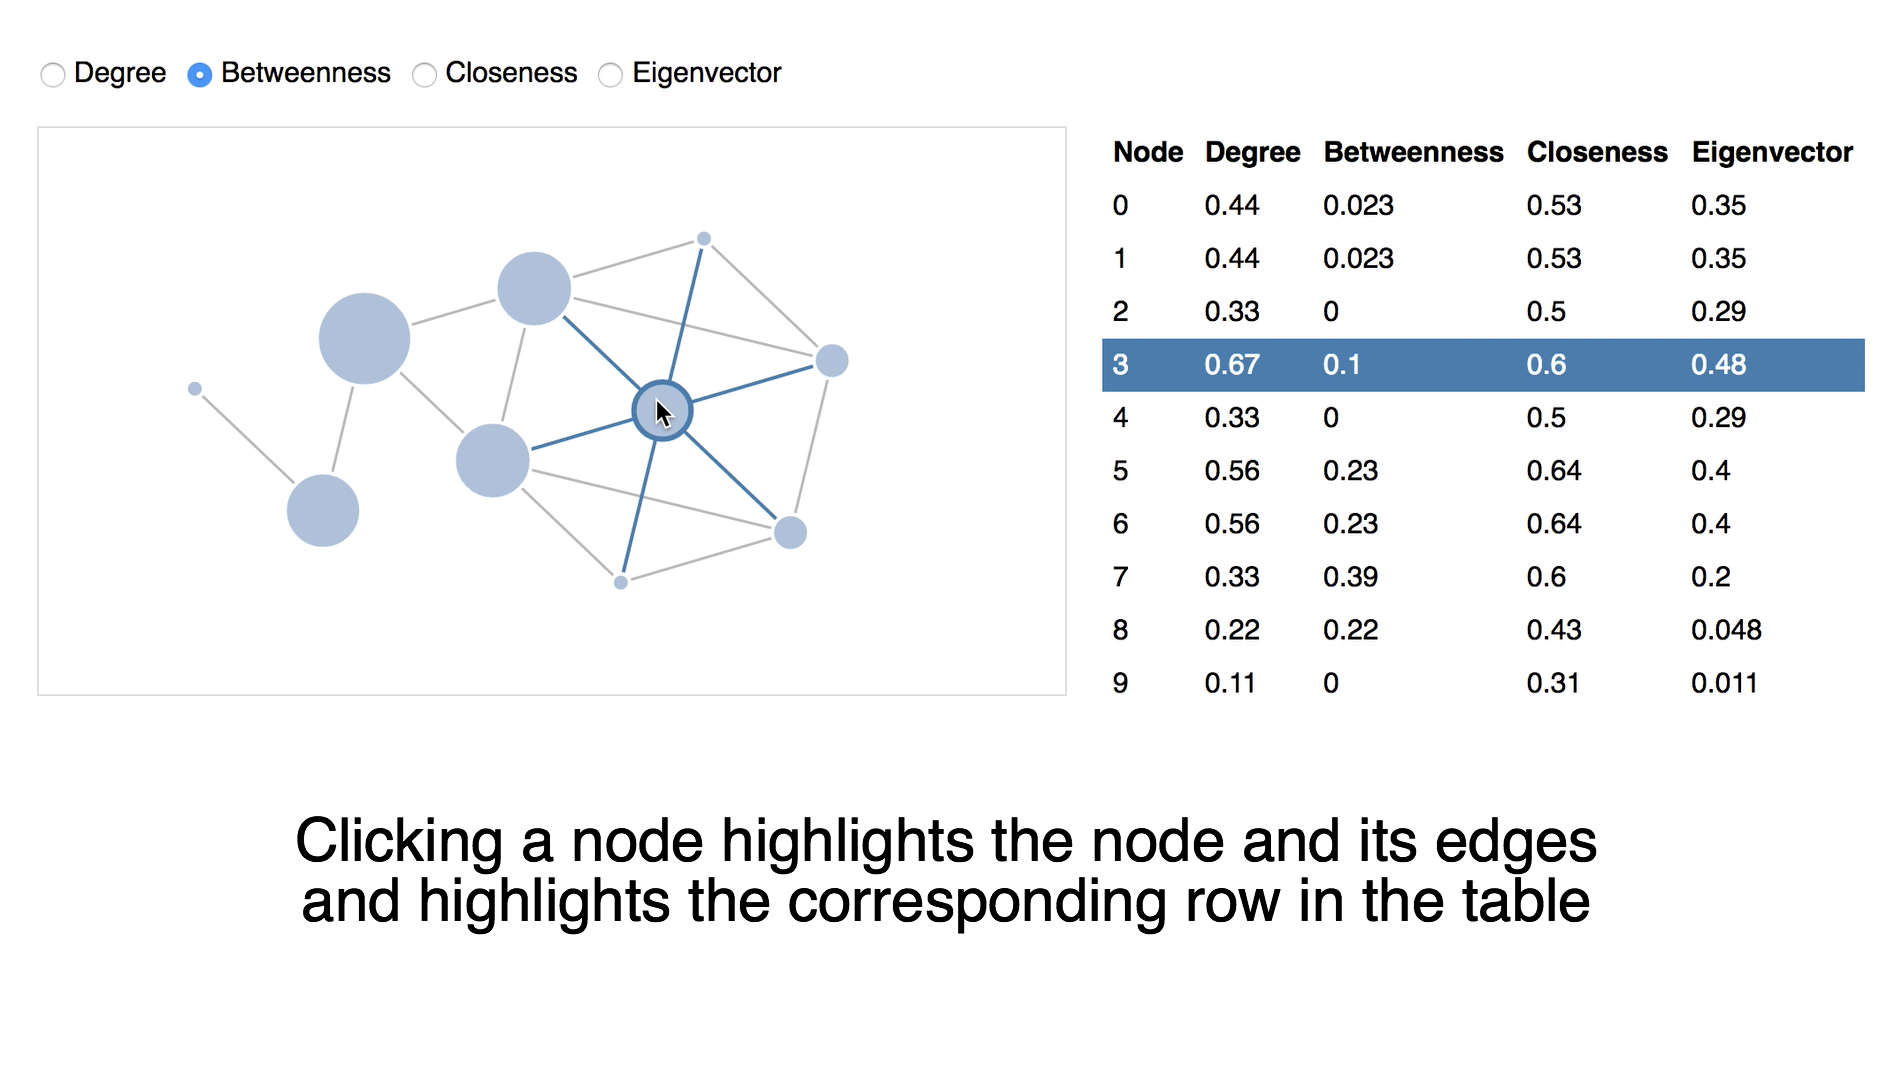 Degree Betweenness Closeness Eigenvector
Node Degree Betweenness Closeness Eigenvector
0 0.44 0.023 0.53 0.35
1 0.44 0.023 0.53 0.35
2 0.33 0 0.5 0.29
3 0.67 0.1 0.6 0.48
4 0.33 0 0.5 0.29
5 0.56 0.23 0.64 0.4
6 0.56 0.23 0.64 0.4
7 0.33 0.39 0.6 0.2
8 0.22 0.22 0.43 0.048
9 0.11 0 0.31 0.011
Clicking a node highlights the node and its edges
and highlights the corresponding row in the table